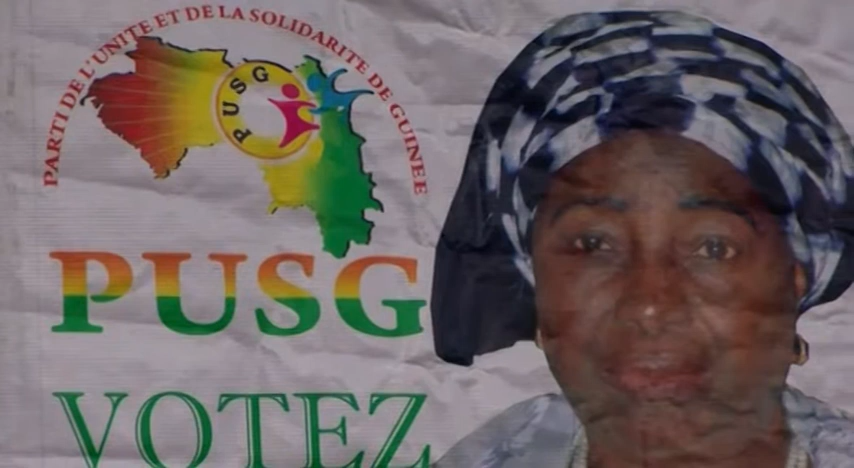 PARTI DE L'UNITE ET DE LA SOLIDARITE DE GUINEE
PUSG
PUSG
VOTEZ